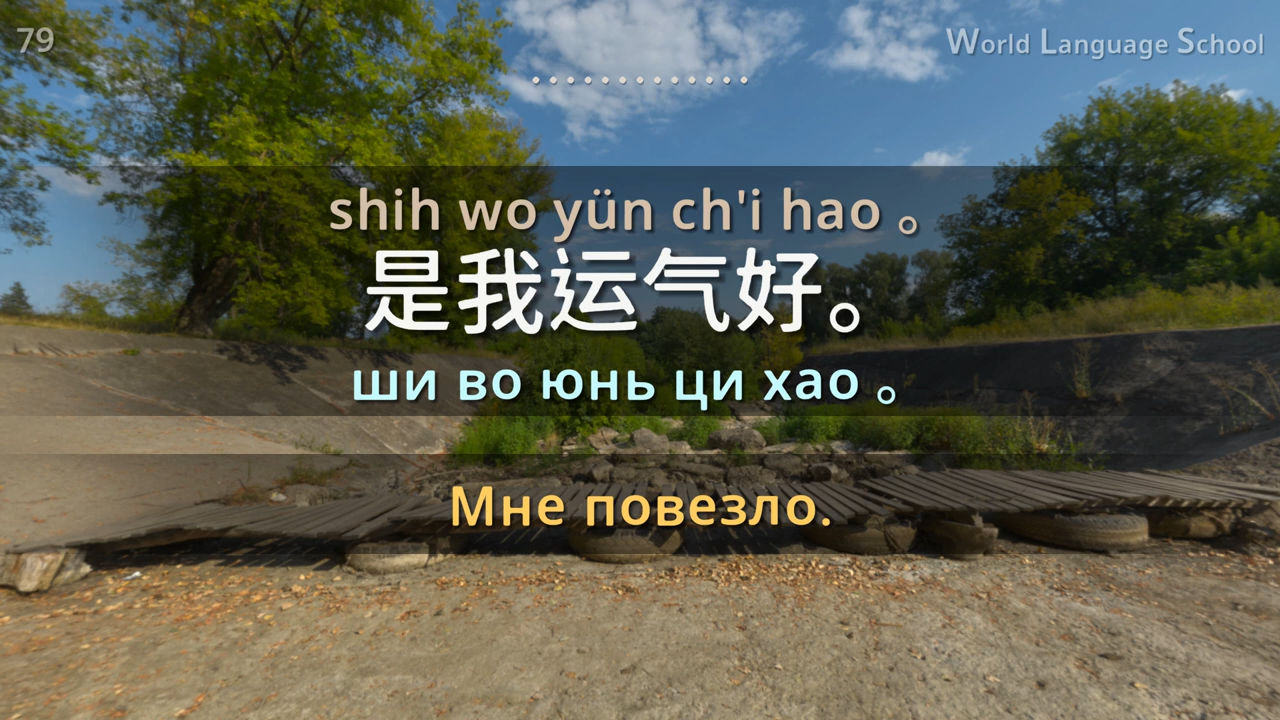 79
World Language School
shih wo yün ch'i hao 。
是我运气好。
ши во юнь ци хао 。
Мне повезло.